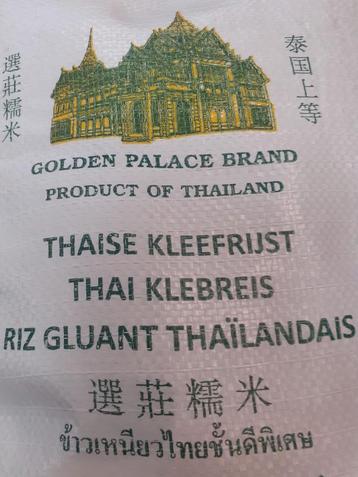 選莊糯米
泰国上等
GOLDEN PALACE BRAND
PRODUCT OF THAILAND
THAISE KLEEFRIJST
THAI KLEBREIS
RIZ GLUANT THAÏLANDAIS
選莊糯米
ข้าวเหนียวไทยชั้นดีพิเศษ